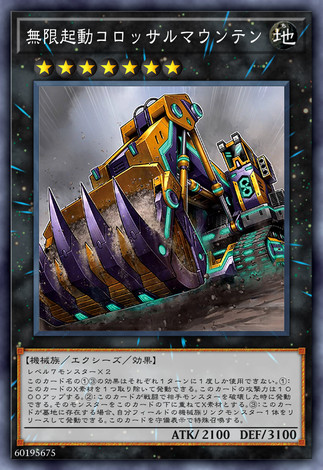 無限起動コロッサルマウンテン
地
【機械族／エクシーズ／効果】
レベル7モンスター×2
このカード名の①③の効果はそれぞれ1ターンに1度しか使用できない。①：
このカードのX素材を1つ取り除いて発動できる。このカードの攻撃力は10
00アップする。②：このカードが戦闘で相手モンスターを破壊した時に発動
できる。そのモンスターをこのカードの下に重ねてX素材とする。③：このカー
ドが墓地に存在する場合、自分フィールドの機械族リンクモンスター1体をリ
リースして発動できる。このカードを守備表示で特殊召喚する。
ATK/ 2100 DEF/3100
60195675